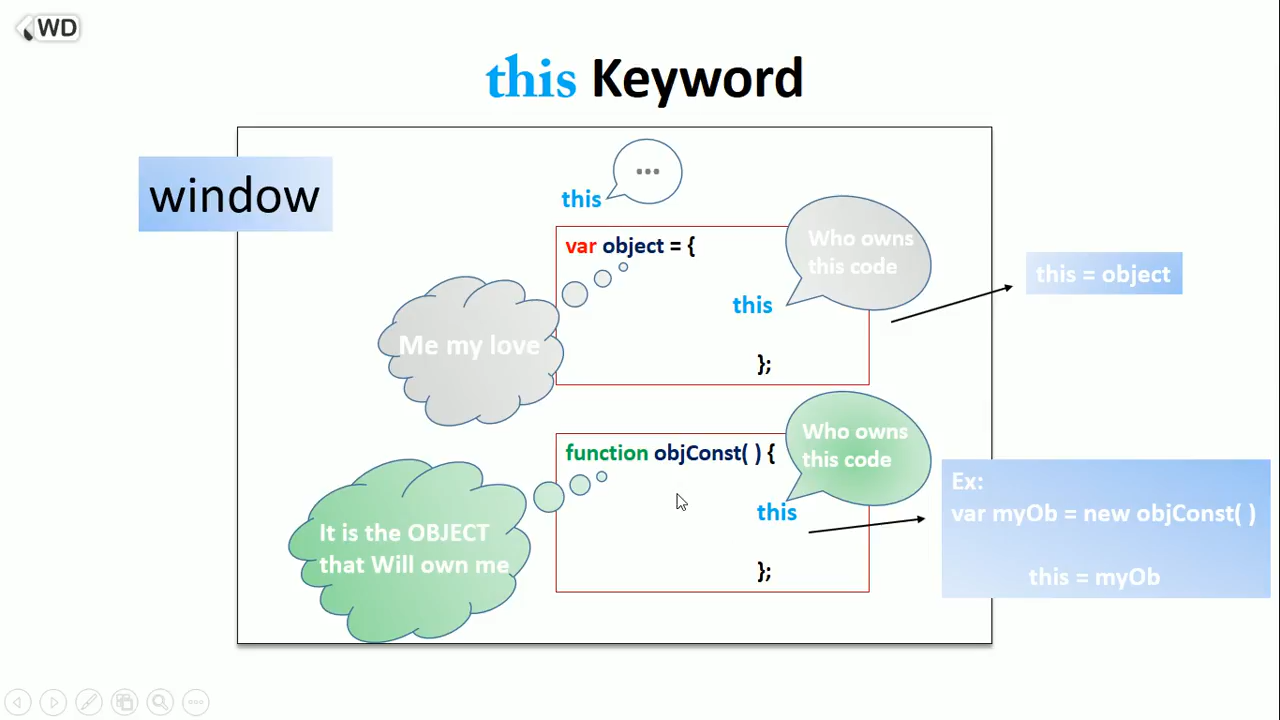 WD
this Keyword
window
...
this
var object = {
Who owns
this code
this
this = object
Me my love
};
function objConst( ) {
Who owns
this code
this
It is the OBJECT
that Will own me
};
Ex:
var myOb = new objConst( )
this = myOb